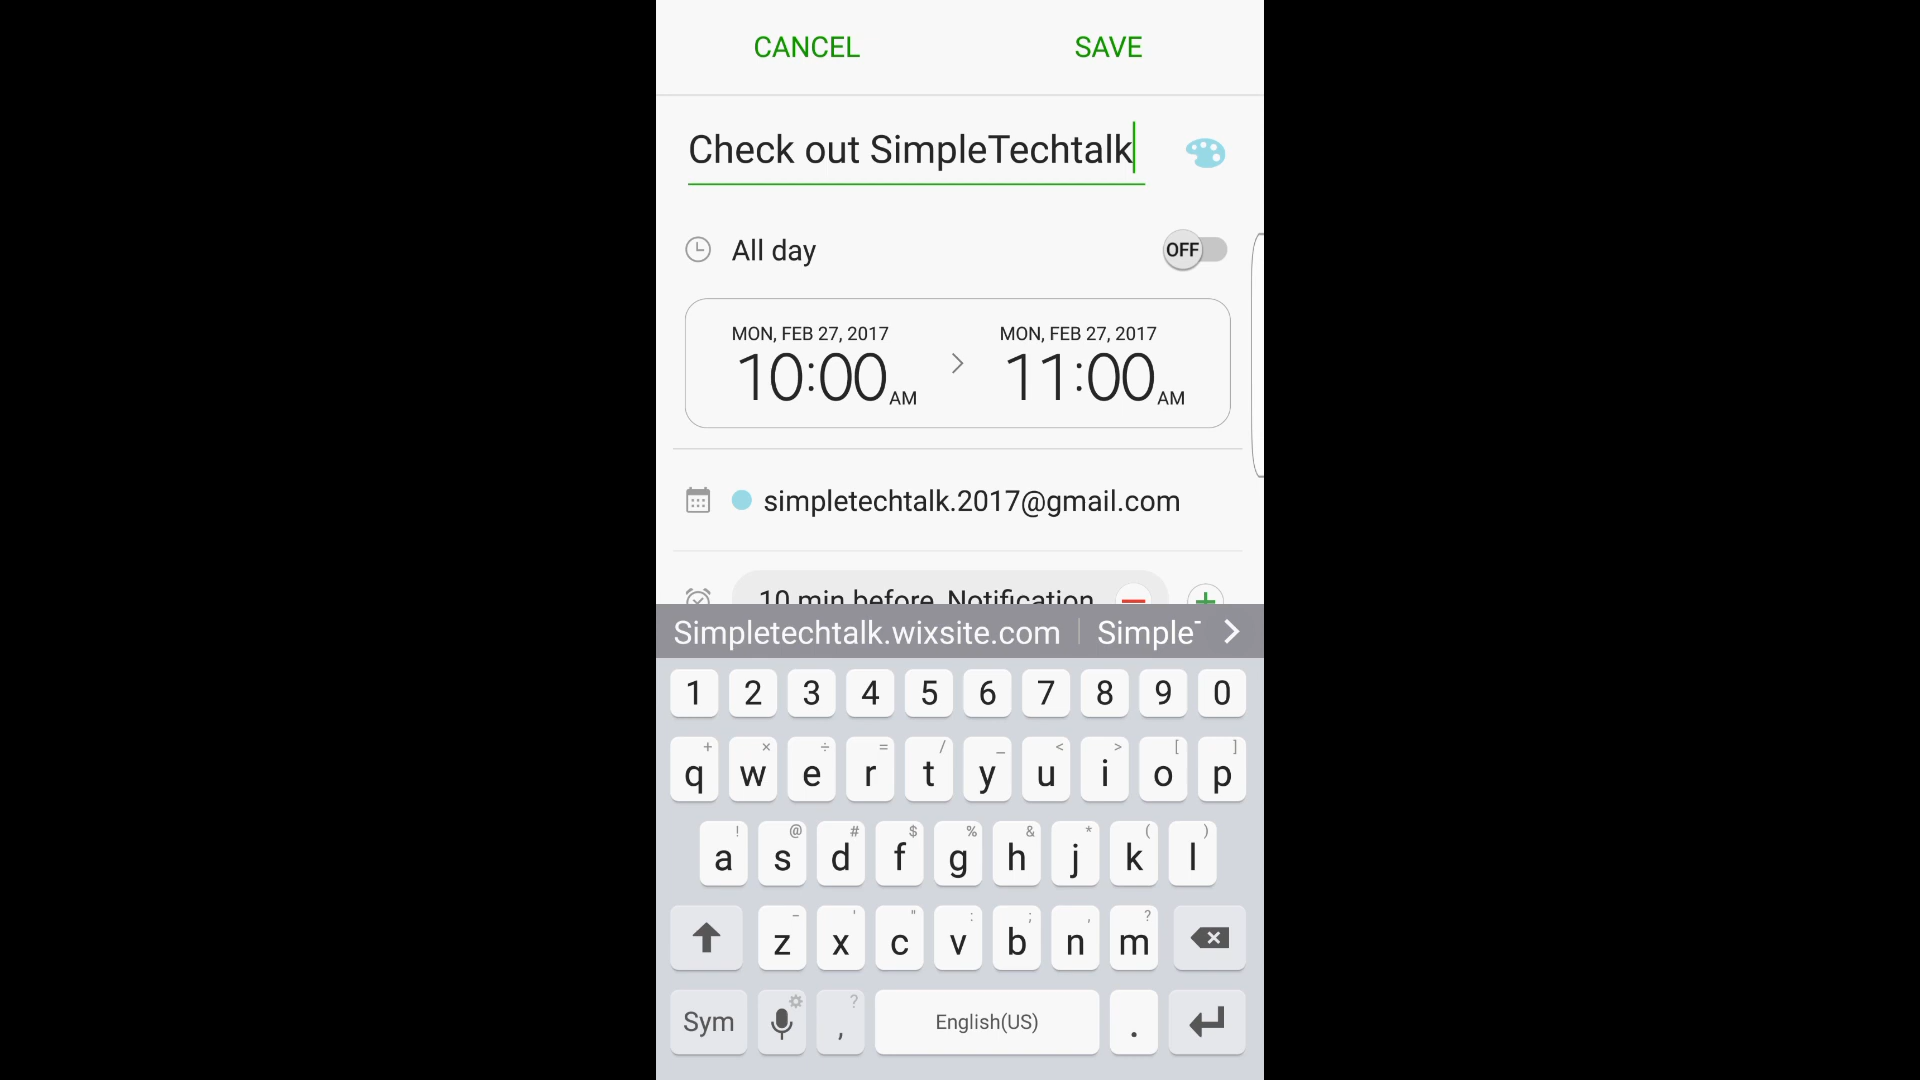 CANCEL SAVE
Check out SimpleTechtalk
All day OFF
MON, FEB 27, 2017 MON, FEB 27, 2017
10:00 AM > 11:00 AM
simpletechtalk.2017@gmail.com
10 min before, Notification
Simpletechtalk.wixsite.com Simple
1 2 3 4 5 6 7 8 9 0
+ × ÷ = / _ < > [ ]
q w e r t y u i o p
! @ # $ % & * ( )
a s d f g h j k l
- ' " : ; , ?
z x c v b n m
Sym , ? English(US) .